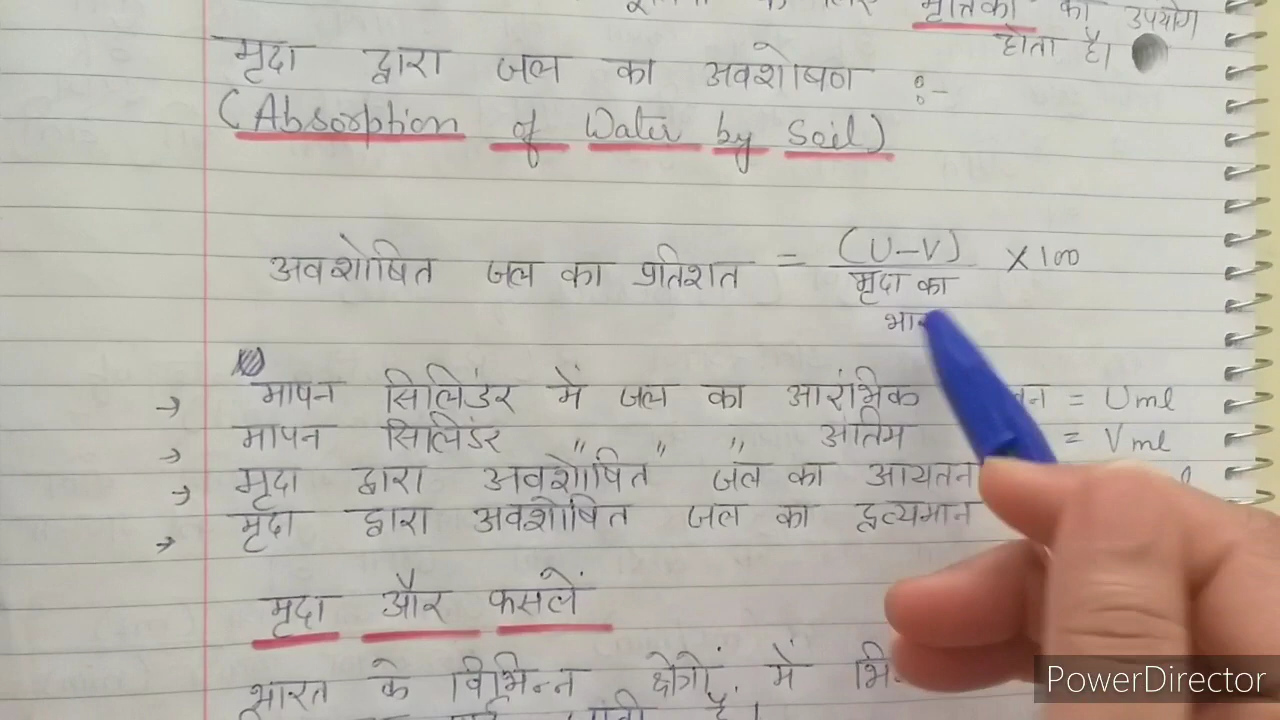 मृत्तिका का उपयोग
होता है।
मृदा द्वारा जल का अवशोषण :-
(Absorption of Water by Soil)
अवशोषित जल का प्रतिशत = (U-V) × 100
मृदा का
भार
→ मापन सिलिंडर में जल का आरंभिक = Uml
→ मापन सिलिंडर " " " अंतिम = Vml
→ मृदा द्वारा अवशोषित जल का आयतन
→ मृदा द्वारा अवशोषित जल का द्रव्यमान
मृदा और फसलें
भारत के विभिन्न क्षेत्रों में
है।
PowerDirector